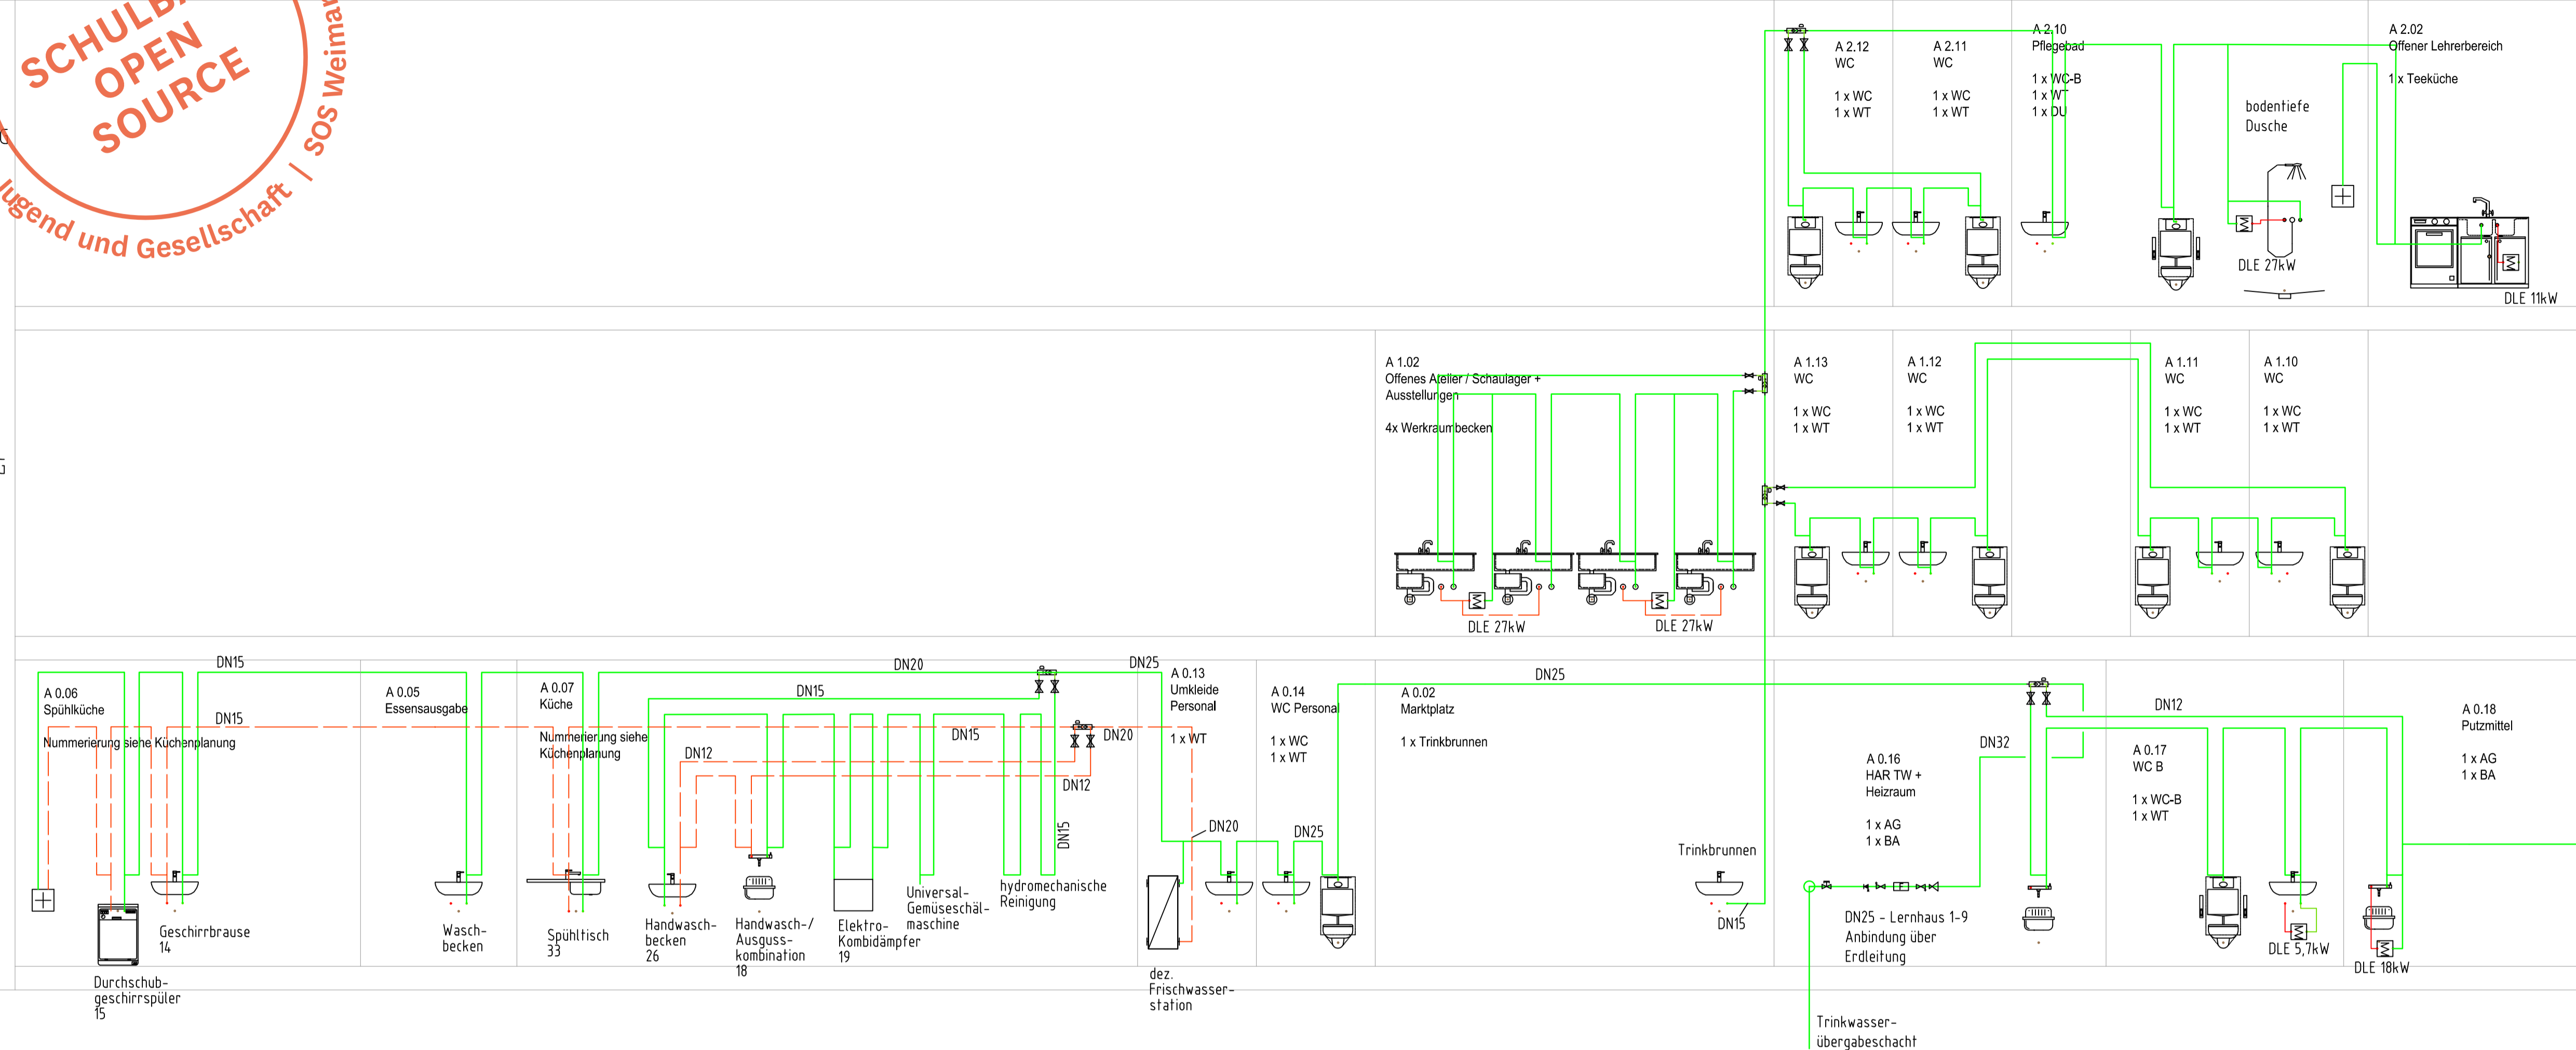 SCHULBA
OPEN
SOURCE
Jugend und Gesellschaft | SOS Weimar
G
A 2.12
WC
1 x WC
1 x WT
A 2.11
WC
1 x WC
1 x WT
A 2.10
Pflegebad
1 x WC-B
1 x WT
1 x DU
bodentiefe
Dusche
DLE 27kW
A 2.02
Offener Lehrerbereich
1 x Teeküche
DLE 11kW
A 1.02
Offenes Atelier / Schaulager +
Ausstellungen
4x Werkraumbecken
DLE 27kW
DLE 27kW
A 1.13
WC
1 x WC
1 x WT
A 1.12
WC
1 x WC
1 x WT
A 1.11
WC
1 x WC
1 x WT
A 1.10
WC
1 x WC
1 x WT
DN15
A 0.06
Spühlküche
DN15
Nummerierung siehe Küchenplanung
Geschirrbrause
14
Durchschub-
geschirrspüler
15
A 0.05
Essensausgabe
Wasch-
becken
A 0.07
Küche
Nummerierung siehe
Küchenplanung
Spühltisch
33
DN20
DN15
DN15
DN12
DN20
DN12
DN15
Handwasch-
becken
26
Handwasch-/
Ausguss-
kombination
18
Elektro-
Kombidämpfer
19
Universal-
Gemüseschäl-
maschine
hydromechanische
Reinigung
DN25
A 0.13
Umkleide
Personal
1 x WT
DN20
dez.
Frischwasser-
station
A 0.14
WC Personal
1 x WC
1 x WT
DN25
DN25
A 0.02
Marktplatz
1 x Trinkbrunnen
Trinkbrunnen
DN15
A 0.16
HAR TW +
Heizraum
1 x AG
1 x BA
DN32
DN25 - Lernhaus 1-9
Anbindung über
Erdleitung
Trinkwasser-
übergabeschacht
DN12
A 0.17
WC B
1 x WC-B
1 x WT
DLE 5,7kW
DLE 18kW
A 0.18
Putzmittel
1 x AG
1 x BA